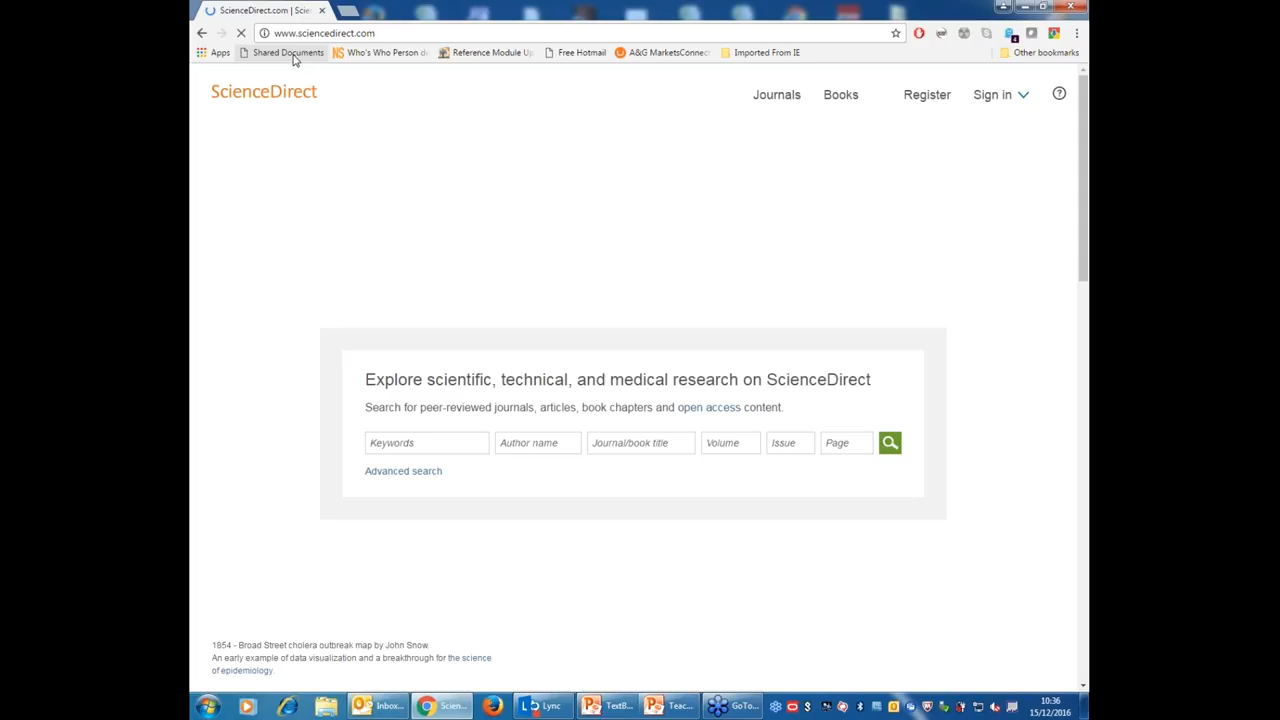 ScienceDirect.com | Scie
www.sciencedirect.com
Apps Shared Documents Who's Who Person de Reference Module Up Free Hotmail A&G MarketsConnect Imported From IE Other bookmarks
ScienceDirect Journals Books Register Sign in
Explore scientific, technical, and medical research on ScienceDirect
Search for peer-reviewed journals, articles, book chapters and open access content.
Keywords Author name Journal/book title Volume Issue Page
Advanced search
1854 - Broad Street cholera outbreak map by John Snow
An early example of data visualization and a breakthrough for the science
of epidemiology.
Inbox... Scien... Lync TextB... Teac... GoTo... 10:36
15/12/2016